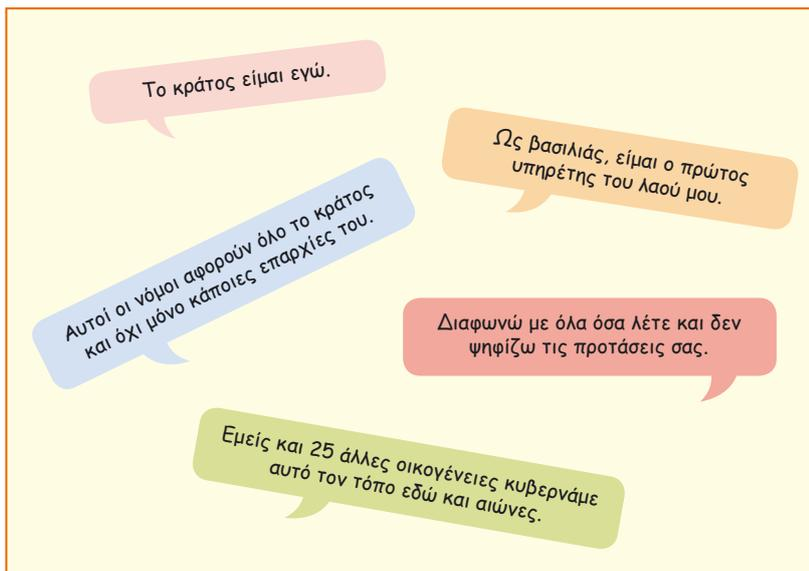 Το κράτος είμαι εγώ.
Ως βασιλιάς, είμαι ο πρώτος
υπηρέτης του λαού μου.
Αυτοί οι νόμοι αφορούν όλο το κράτος
και όχι μόνο κάποιες επαρχίες του.
Διαφωνώ με όλα όσα λέτε και δεν
ψηφίζω τις προτάσεις σας.
Εμείς και 25 άλλες οικογένειες κυβερνάμε
αυτό τον τόπο εδώ και αιώνες.